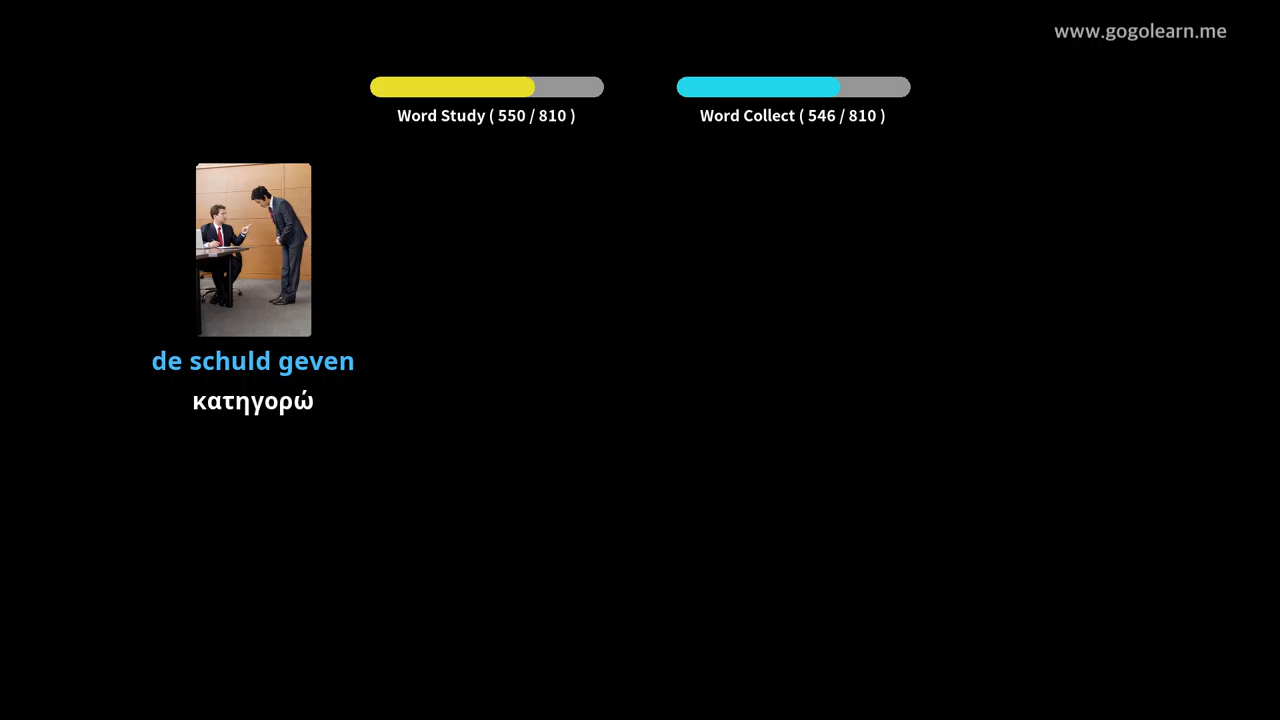 www.gogolearn.me
Word Study ( 550 / 810 )
Word Collect ( 546 / 810 )
de schuld geven
κατηγορώ